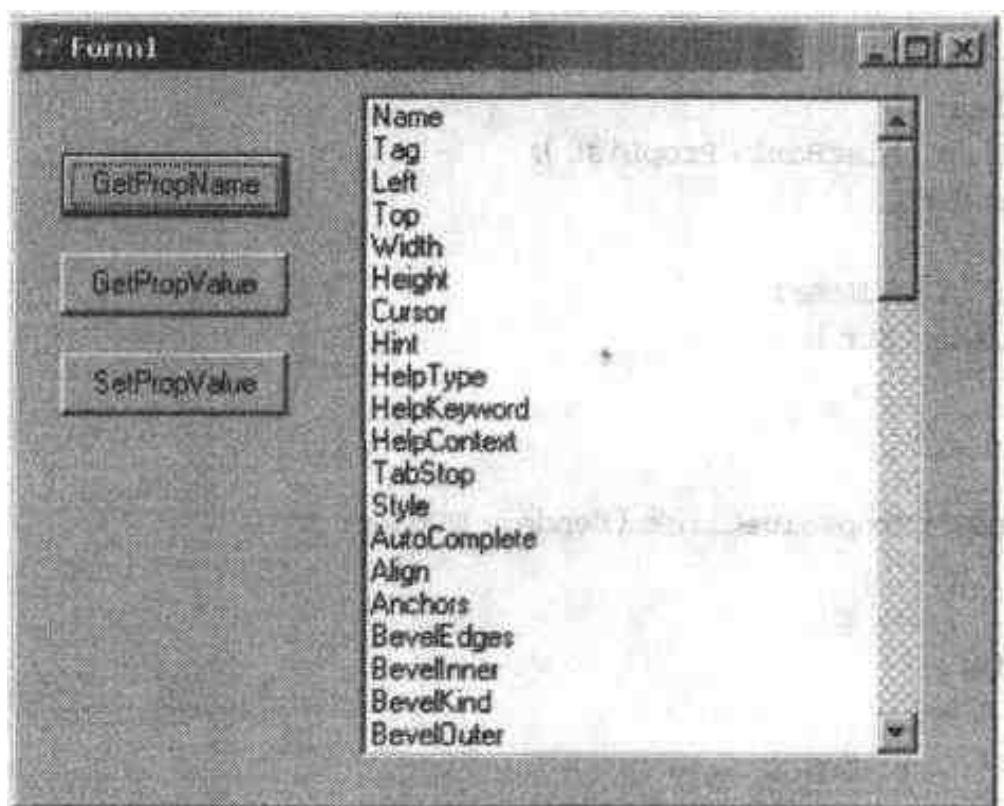 Form1
GetPropName
GetPropValue
SetPropValue
Name
Tag
Left
Top
Width
Height
Cursor
Hint
HelpType
HelpKeyword
HelpContext
TabStop
Style
AutoComplete
Align
Anchors
BevelEdges
BevelInner
BevelKind
BevelOuter